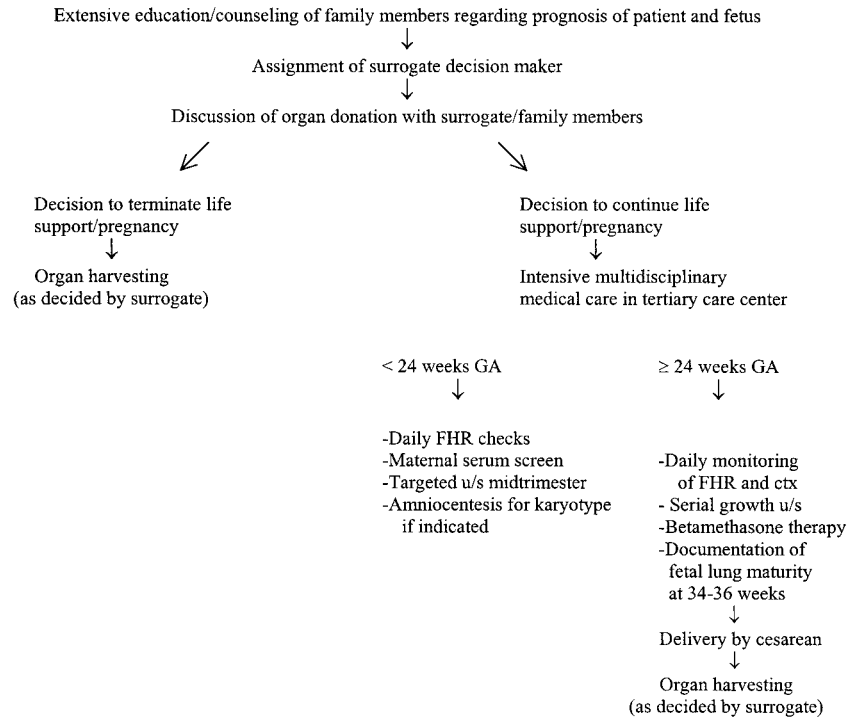 Extensive education/counseling of family members regarding prognosis of patient and fetus
↓
Assignment of surrogate decision maker
↓
Discussion of organ donation with surrogate/family members
Decision to terminate life
support/pregnancy
↓
Organ harvesting
(as decided by surrogate)
Decision to continue life
support/pregnancy
↓
Intensive multidisciplinary
medical care in tertiary care center
< 24 weeks GA
↓
-Daily FHR checks
-Maternal serum screen
-Targeted u/s midtrimester
-Amniocentesis for karyotype
if indicated
≥ 24 weeks GA
↓
-Daily monitoring
of FHR and ctx
- Serial growth u/s
-Betamethasone therapy
-Documentation of
fetal lung maturity
at 34-36 weeks
↓
Delivery by cesarean
↓
Organ harvesting
(as decided by surrogate)